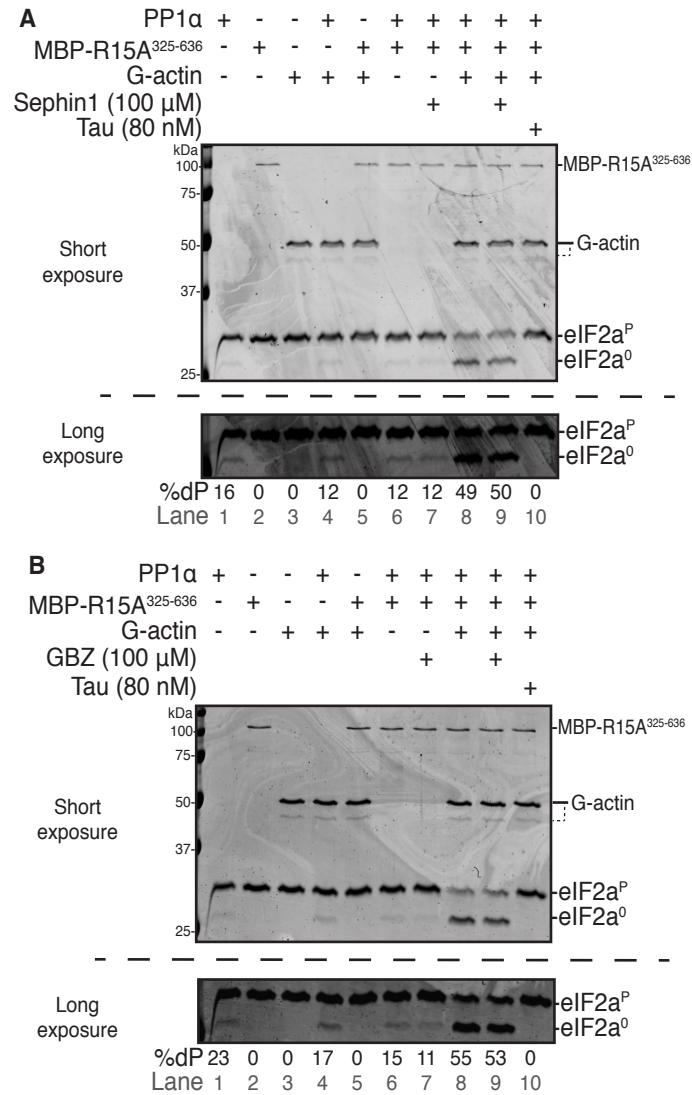 A
PP1α + - - + - + + + + +
MBP-R15A325-636 - + - - + + + + + +
G-actin - - + + + - - + + +
Sephin1 (100 μM) + +
Tau (80 nM) +
kDa
100-
-MBP-R15A325-636
75-
Short exposure
50-
G-actin
37-
-eIF2aP
-eIF2a0
25-
Long exposure
-eIF2aP
-eIF2a0
%dP 16 0 0 12 0 12 12 49 50 0
Lane 1 2 3 4 5 6 7 8 9 10
B
PP1α + - - + - + + + + +
MBP-R15A325-636 - + - - + + + + + +
G-actin - - + + + - - + + +
GBZ (100 μM) + +
Tau (80 nM) +
kDa
100-
-MBP-R15A325-636
75-
Short exposure
50-
G-actin
37-
-eIF2aP
-eIF2a0
25-
Long exposure
-eIF2aP
-eIF2a0
%dP 23 0 0 17 0 15 11 55 53 0
Lane 1 2 3 4 5 6 7 8 9 10